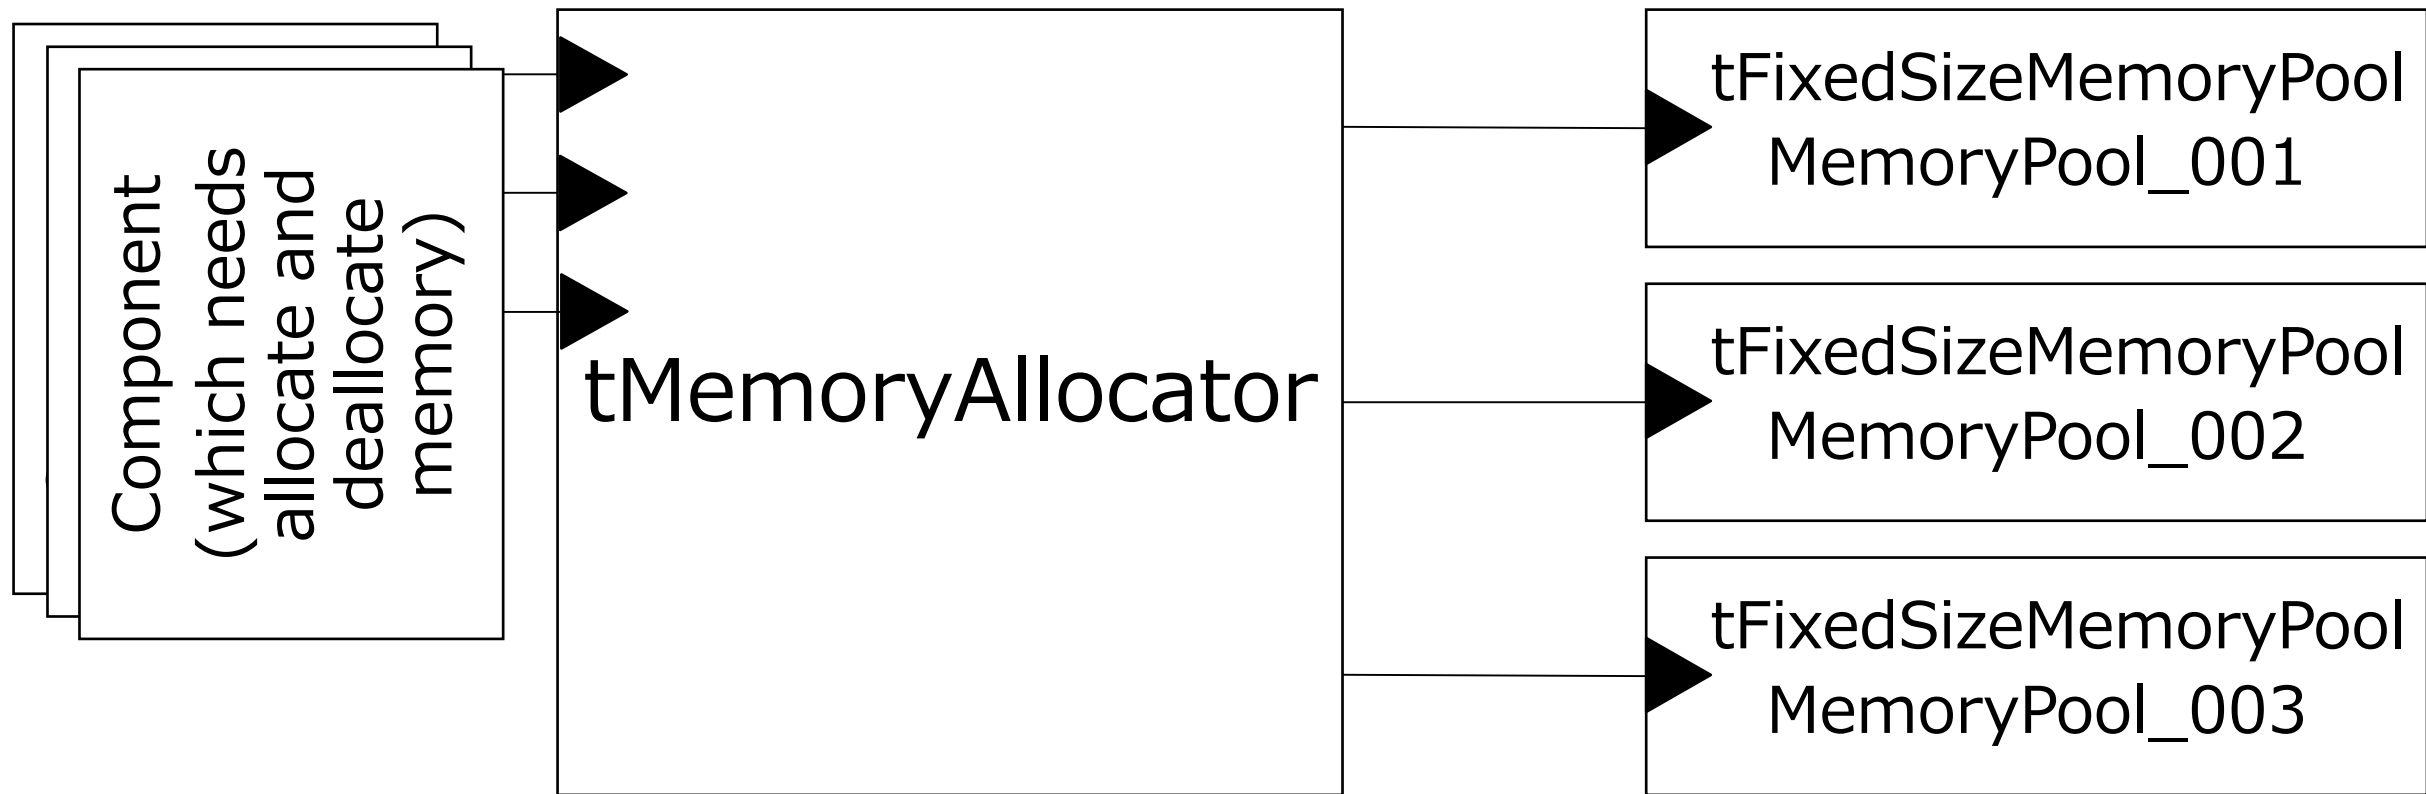 Component
(which needs
allocate and
deallocate
memory)
tMemoryAllocator
tFixedSizeMemoryPool
MemoryPool_001
tFixedSizeMemoryPool
MemoryPool_002
tFixedSizeMemoryPool
MemoryPool_003